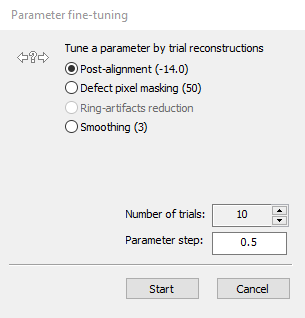 Parameter fine-tuning
Tune a parameter by trial reconstructions
Post-alignment (-14.0)
Defect pixel masking (50)
Ring-artifacts reduction
Smoothing (3)
Number of trials: 10
Parameter step: 0.5
Start Cancel